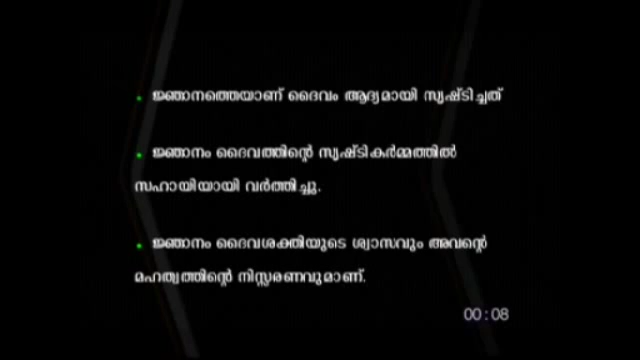 ജ്ഞാനത്തെയാണ് ദൈവം ആദ്യമായി സൃഷ്ടിച്ചത്
ജ്ഞാനം ദൈവത്തിന്റെ സൃഷ്ടികർമ്മത്തിൽ
സഹായിയായി വർത്തിച്ചു.
ജ്ഞാനം ദൈവശക്തിയുടെ ശ്വാസവും അവന്റെ
മഹത്വത്തിന്റെ നിസ്സരണവുമാണ്.
00:08